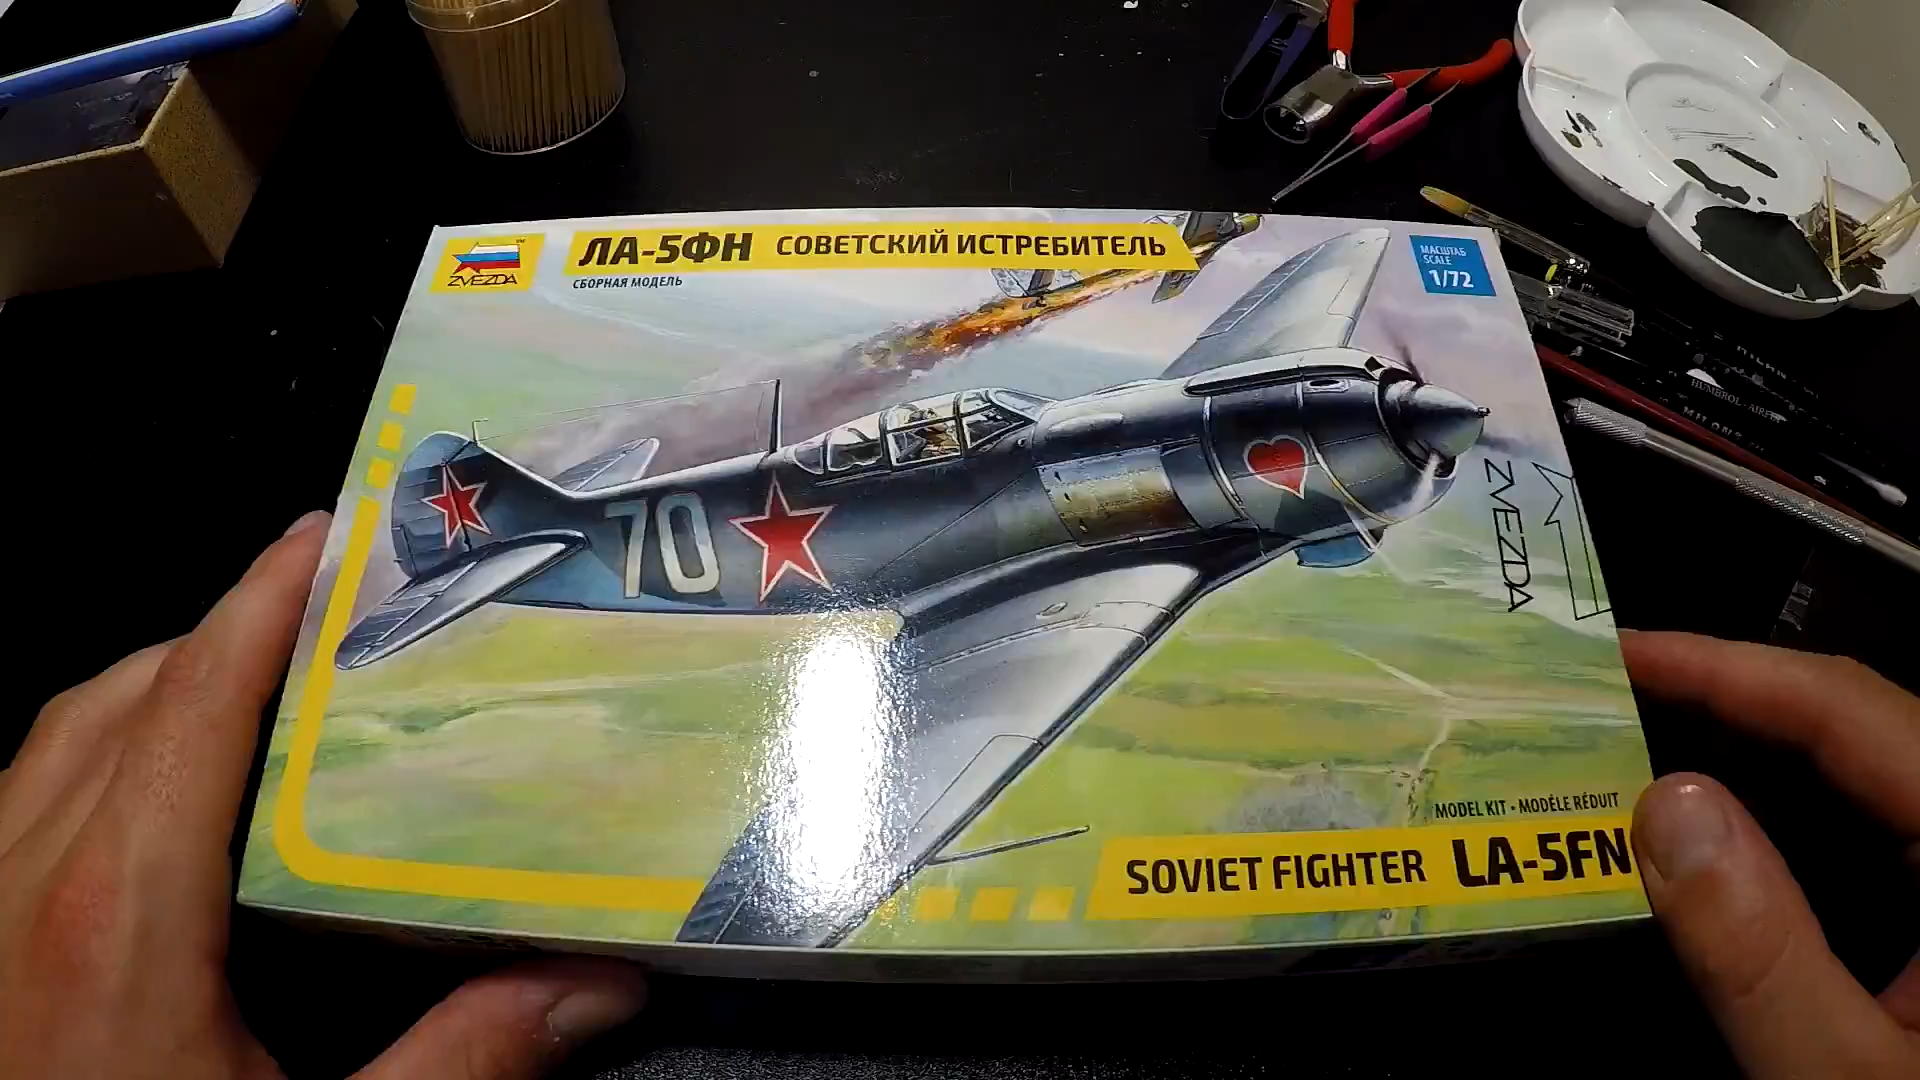 ZVEZDA
ЛА-5ФН СОВЕТСКИЙ ИСТРЕБИТЕЛЬ
СБОРНАЯ МОДЕЛЬ
МАСШТАБ
SCALE
1/72
70
ZVEZDA
MODEL KIT • MODÈLE RÉDUIT
SOVIET FIGHTER LA-5FN
HUMBROL